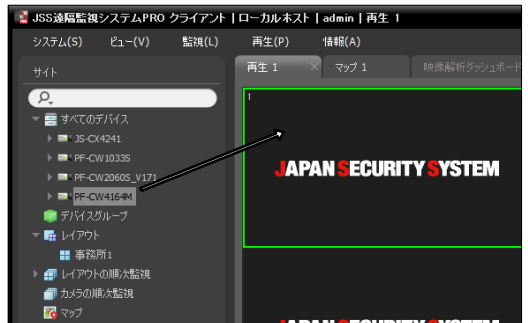 JSS遠隔監視システムPRO クライアント | ローカルホスト | admin | 再生 1
システム(S) ビュー(V) 監視(L) 再生(P) 情報(A)
サイト
再生 1 マップ 1 映像解析ダッシュボード
すべてのデバイス
JS-CX4241
PF-CW1033S
PF-CW2060S_V171
PF-CW4164M
デバイスグループ
レイアウト
事務所1
レイアウトの順次監視
カメラの順次監視
マップ
1
JAPAN SECURITY SYSTEM
JAPAN SECURITY SYSTEM